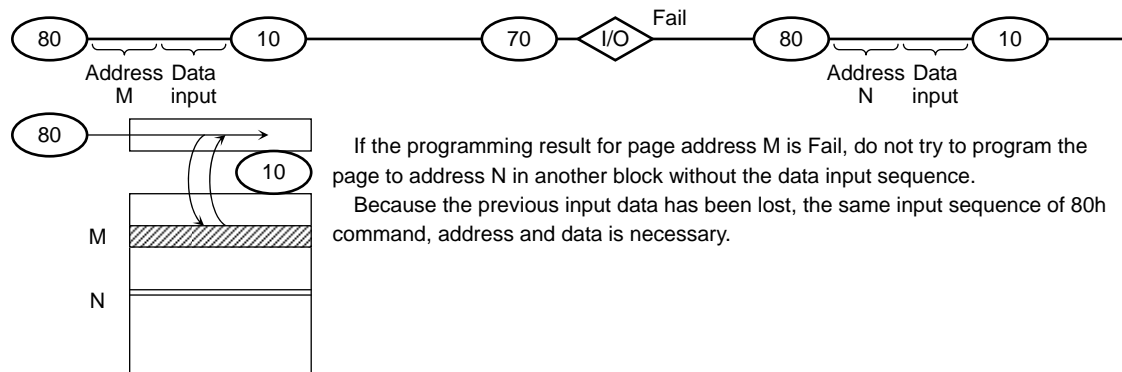 Fail
80 10 70 I/O 80 10
Address Data Address Data
M input N input
80
If the programming result for page address M is Fail, do not try to program the
page to address N in another block without the data input sequence.
10
Because the previous input data has been lost, the same input sequence of 80h
command, address and data is necessary.
M
N